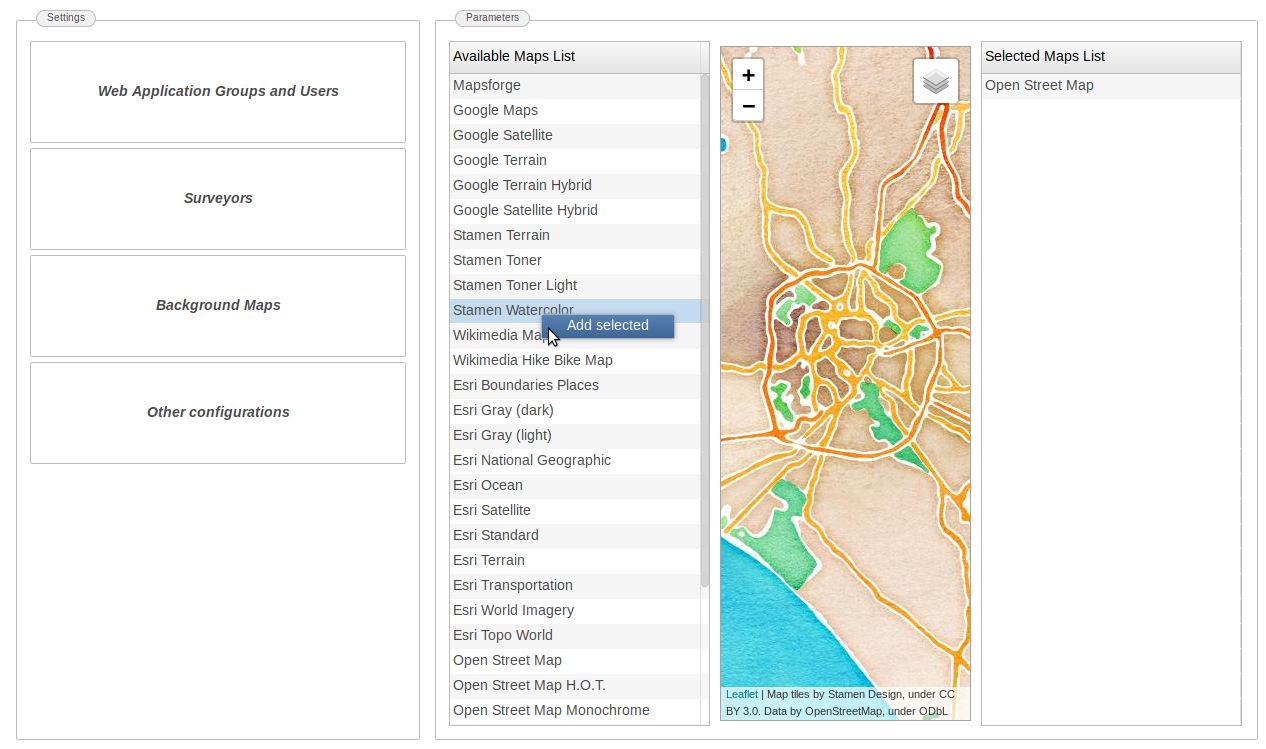 Settings
Web Application Groups and Users
Surveyors
Background Maps
Other configurations
Parameters
Available Maps List
Mapsforge
Google Maps
Google Satellite
Google Terrain
Google Terrain Hybrid
Google Satellite Hybrid
Stamen Terrain
Stamen Toner
Stamen Toner Light
Stamen Watercolor
Add selected
Wikimedia Map
Wikimedia Hike Bike Map
Esri Boundaries Places
Esri Gray (dark)
Esri Gray (light)
Esri National Geographic
Esri Ocean
Esri Satellite
Esri Standard
Esri Terrain
Esri Transportation
Esri World Imagery
Esri Topo World
Open Street Map
Open Street Map H.O.T.
Open Street Map Monochrome
+
−
Leaflet | Map tiles by Stamen Design, under CC
BY 3.0. Data by OpenStreetMap, under ODbL
Selected Maps List
Open Street Map